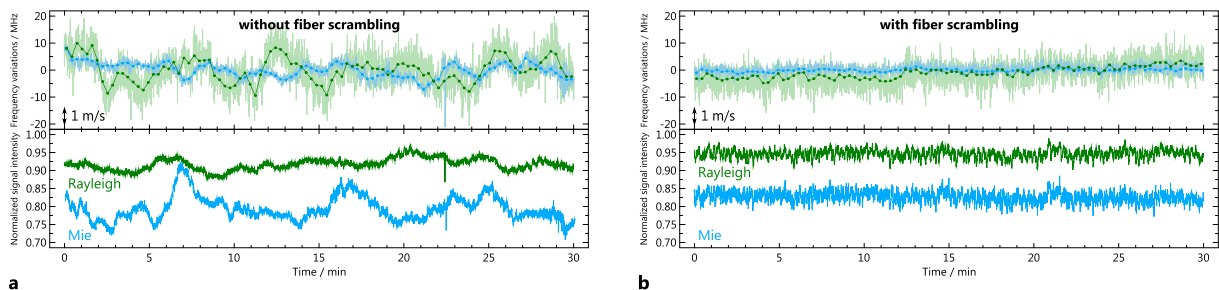 without fiber scrambling
Frequency variations / MHz
20
10
0
-10
-20
1 m/s
Normalized signal intensity
1.00
0.95
0.90
0.85
0.80
0.75
0.70
Rayleigh
Mie
0 5 10 15 20 25 30
Time / min
a
with fiber scrambling
Frequency variations / MHz
20
10
0
-10
-20
1 m/s
Normalized signal intensity
1.00
0.95
0.90
0.85
0.80
0.75
0.70
Rayleigh
Mie
0 5 10 15 20 25 30
Time / min
b